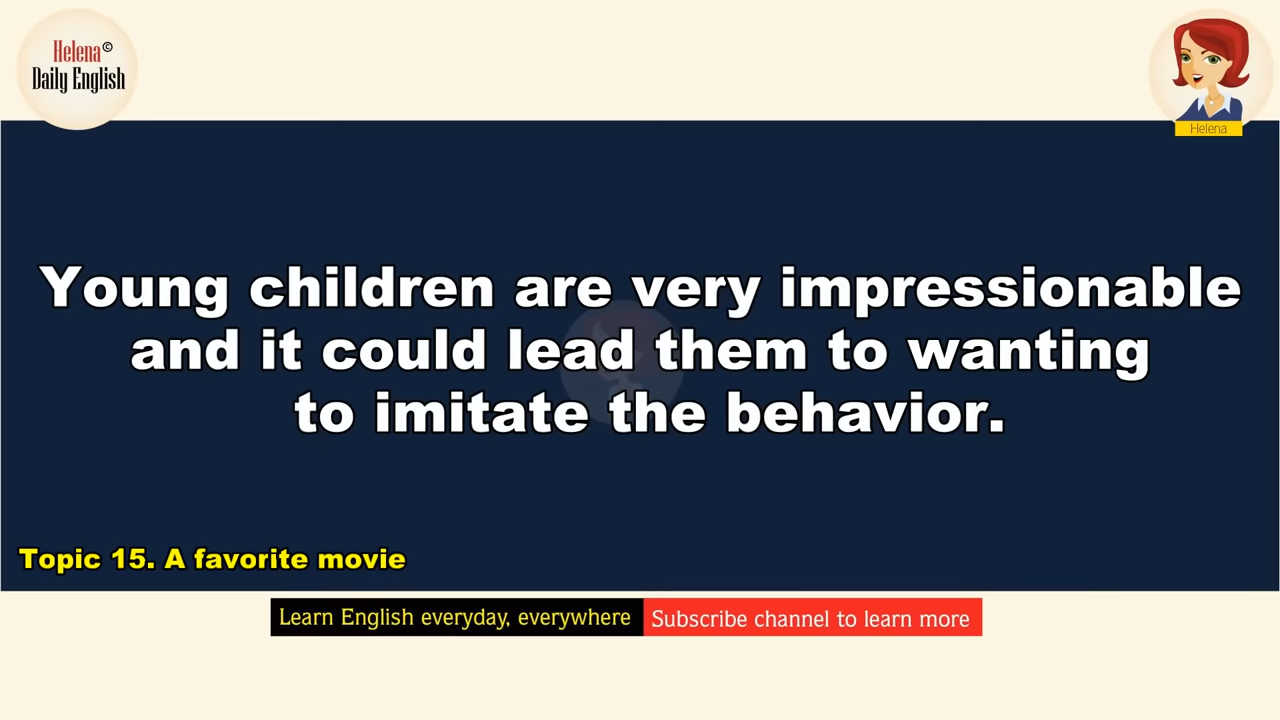 Helena©
Daily English
Helena
Young children are very impressionable
and it could lead them to wanting
to imitate the behavior.
Topic 15. A favorite movie
Learn English everyday, everywhere
Subscribe channel to learn more